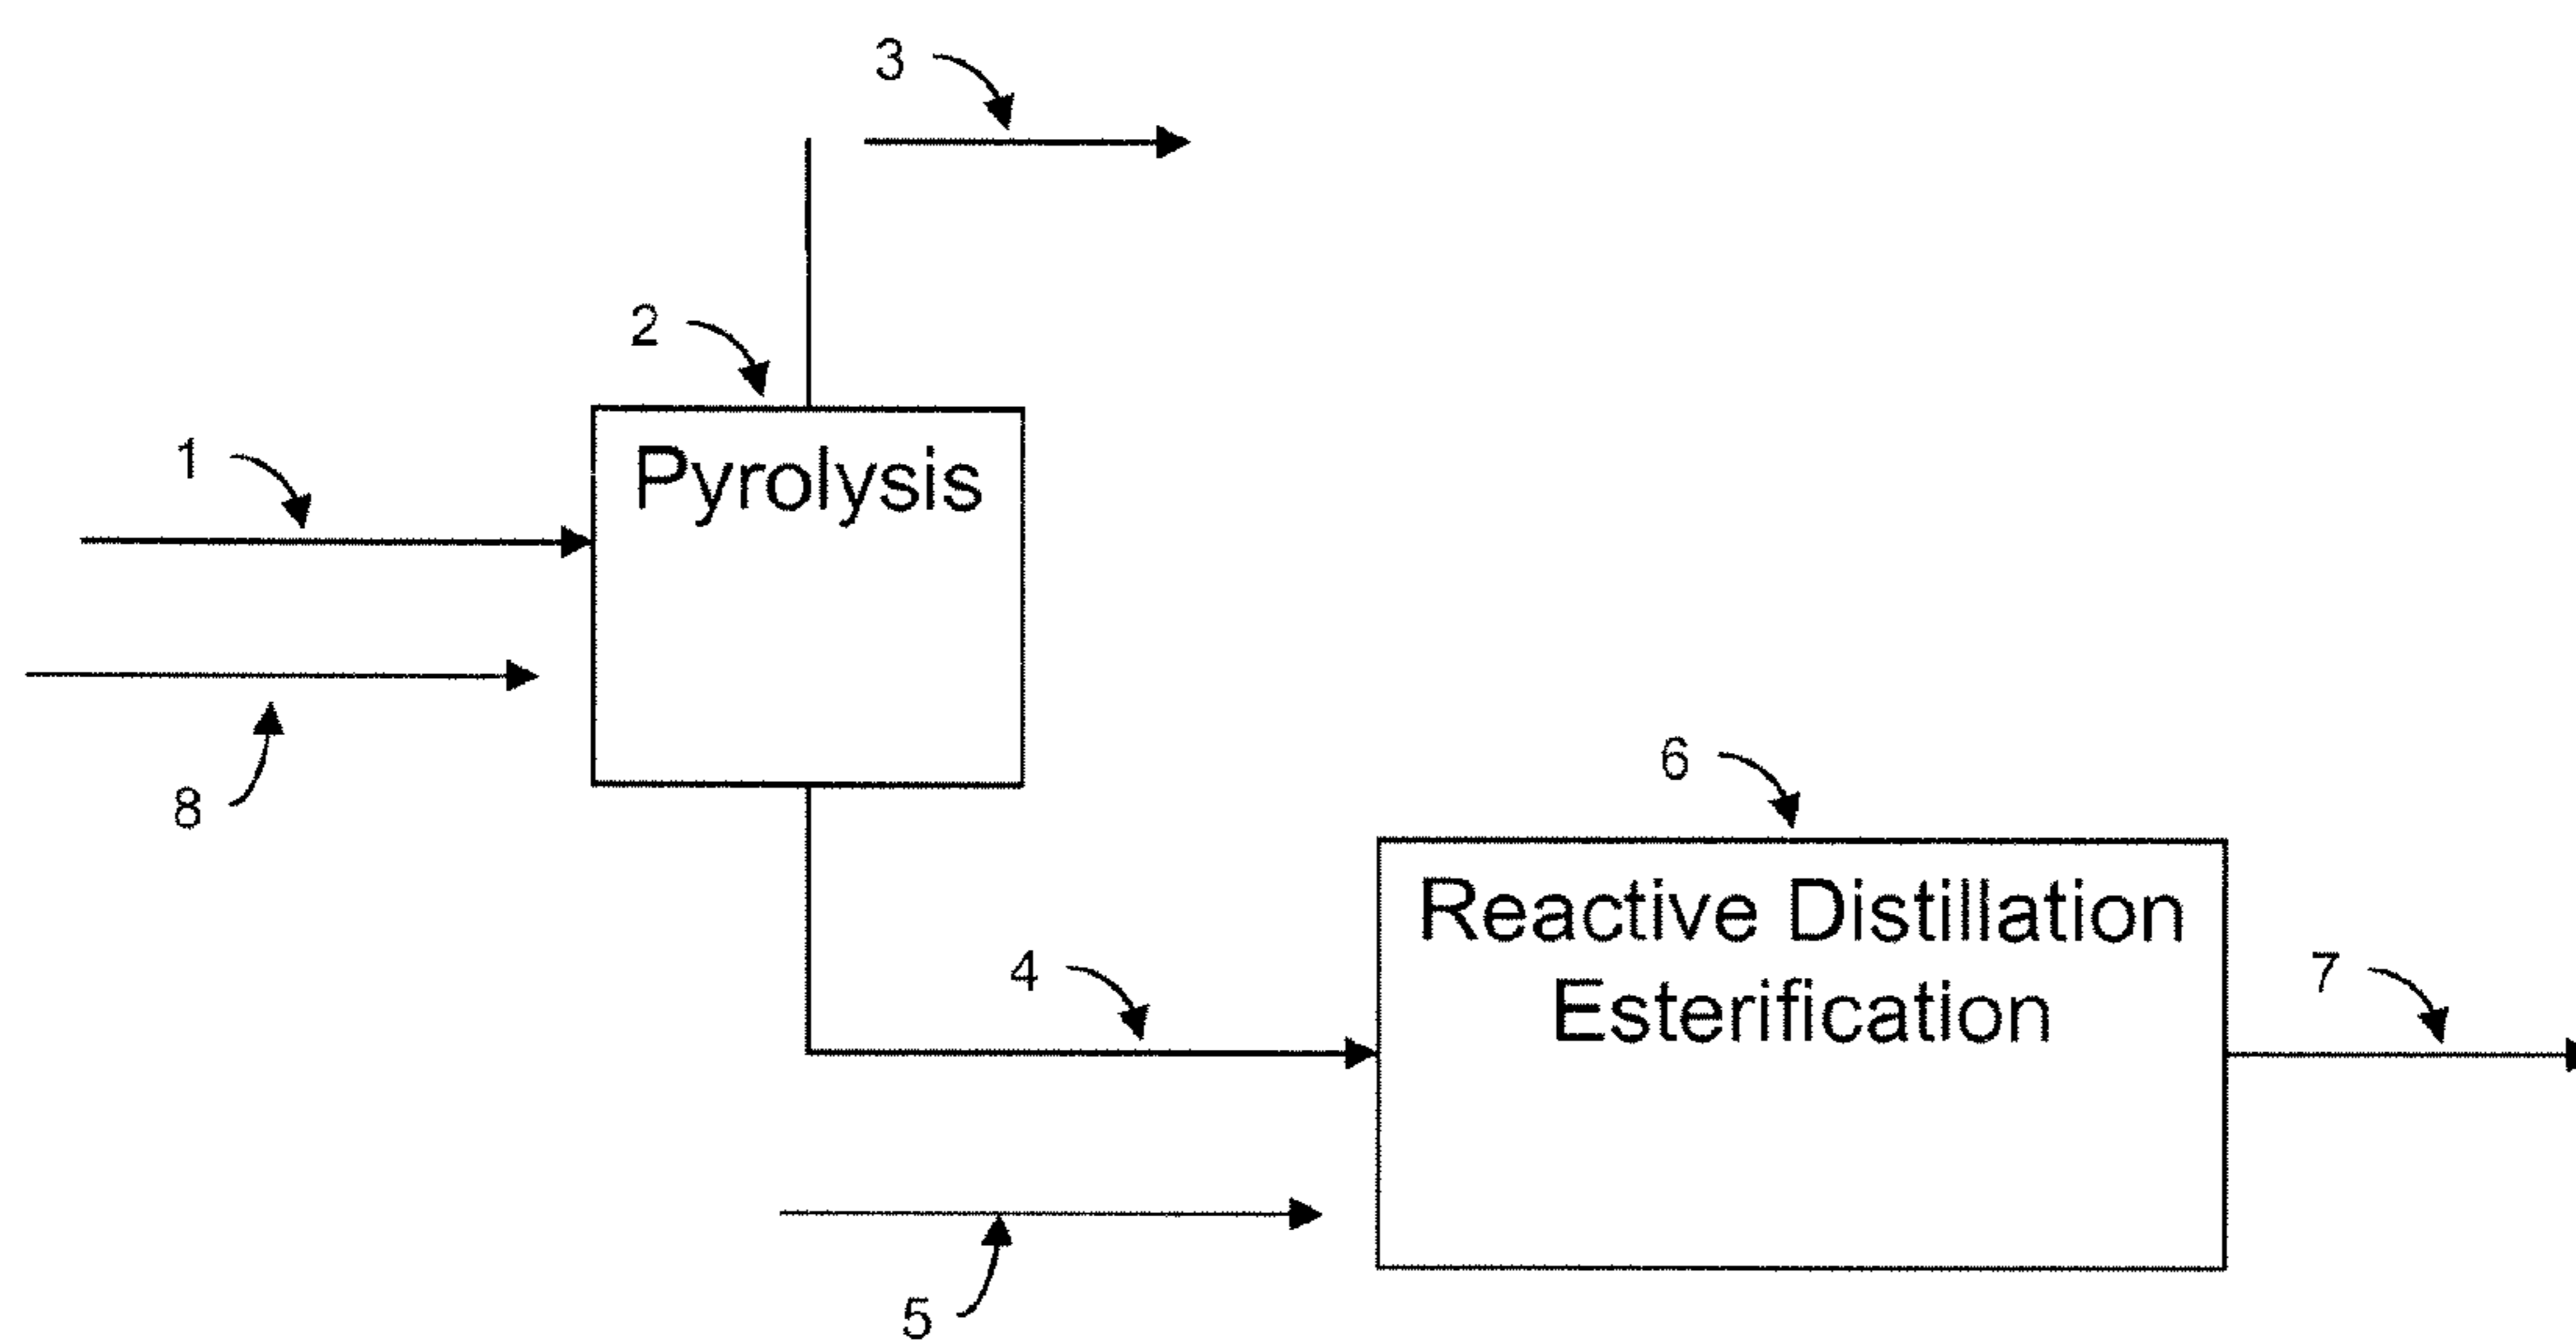 3
2
Pyrolysis
1
8
6
Reactive Distillation
Esterification
4
7
5